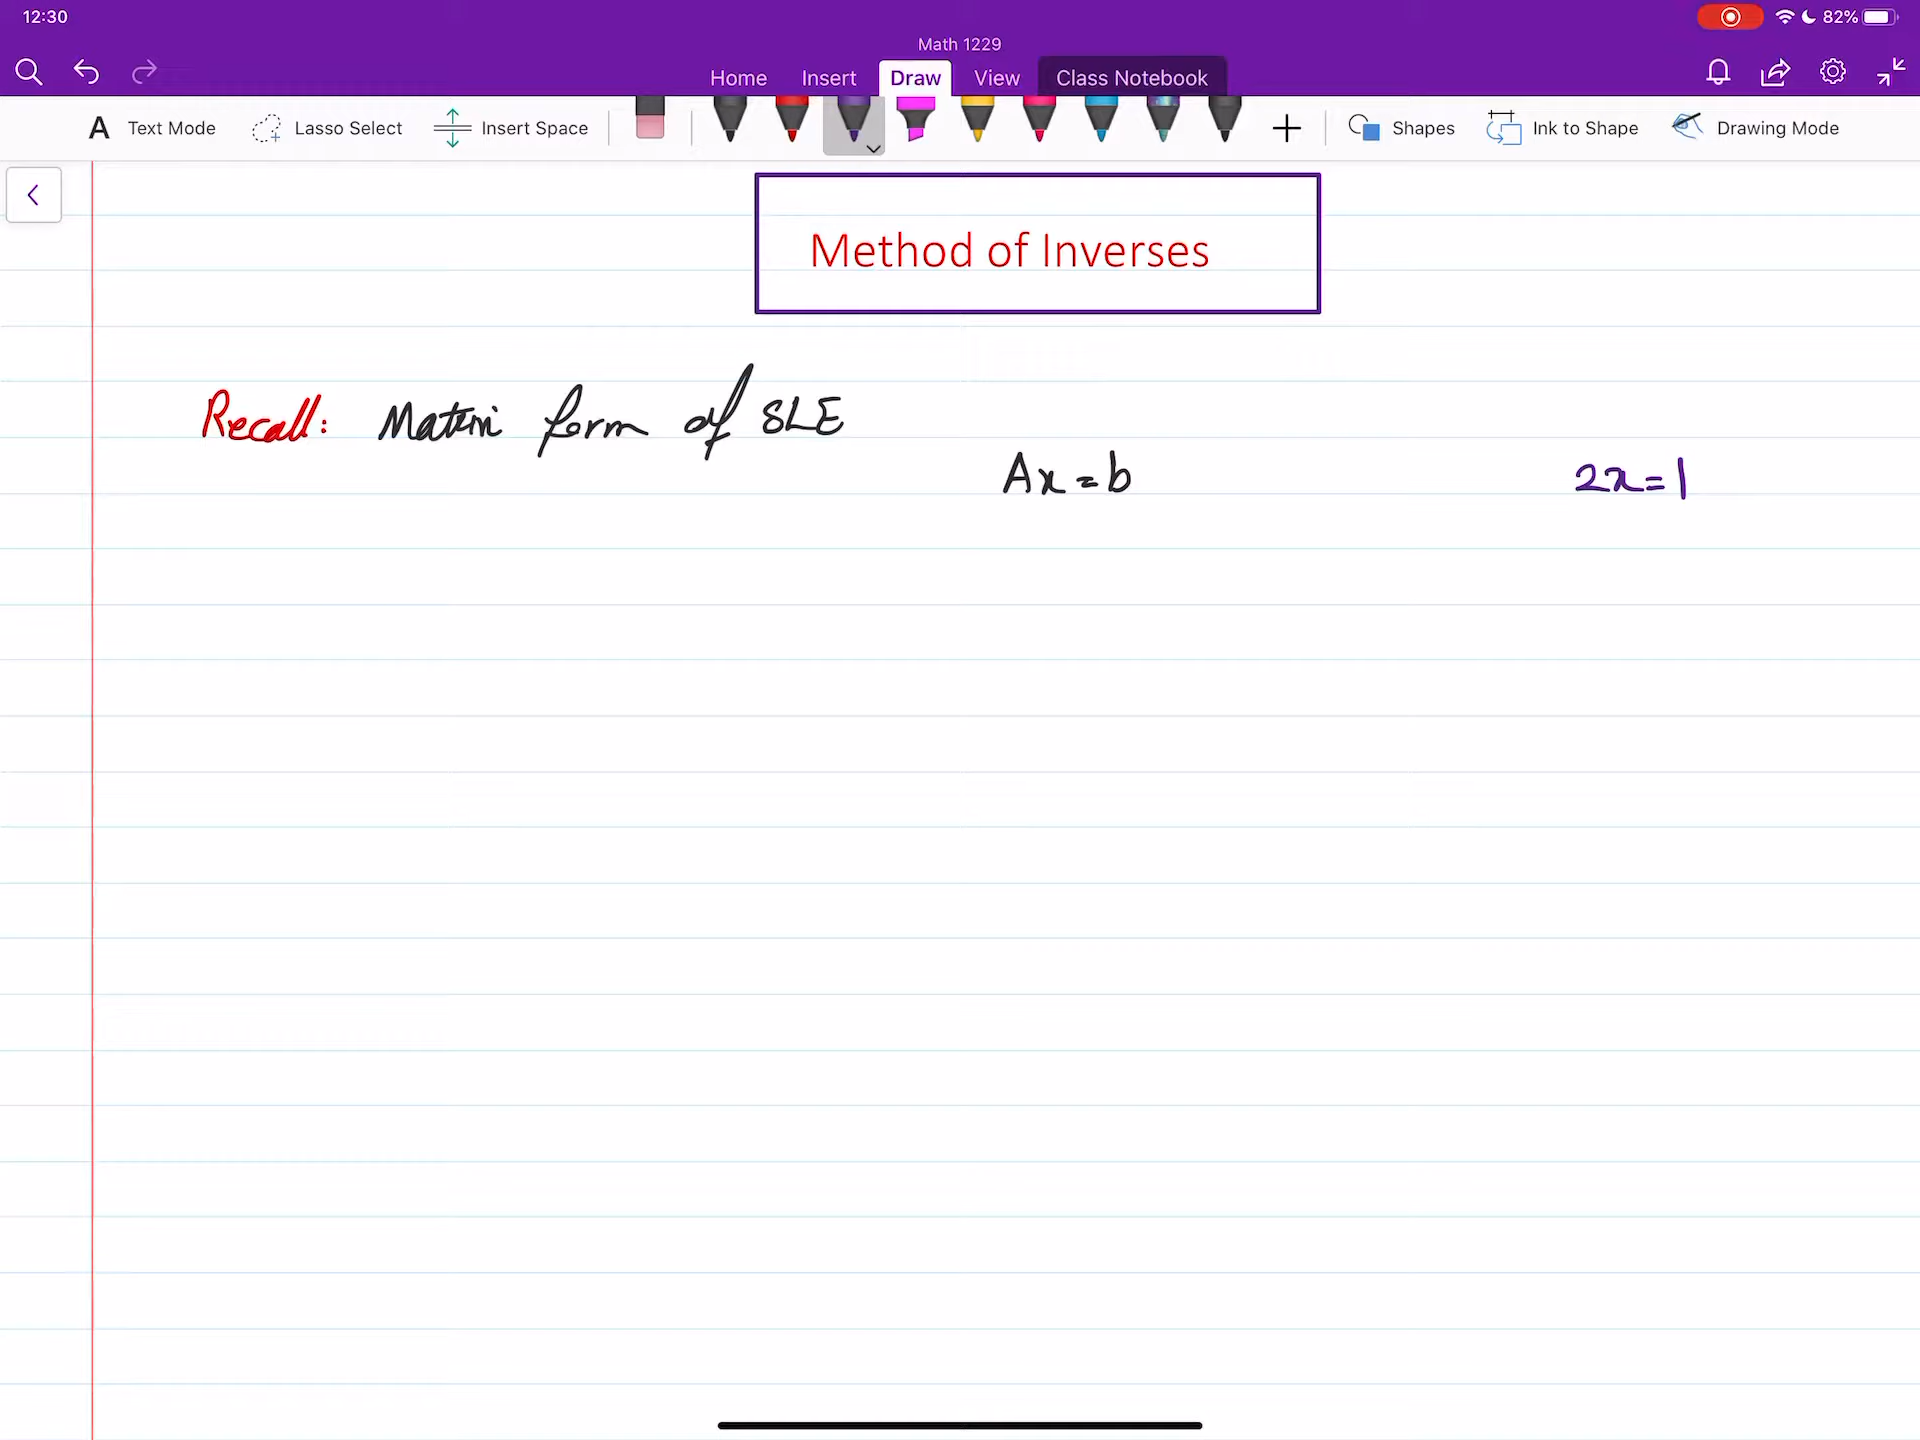 12:30
82%
Math 1229
Home Insert Draw View Class Notebook
A Text Mode Lasso Select Insert Space Shapes Ink to Shape Drawing Mode
Method of Inverses
Recall: Matrix form of SLE
Ax = b 2x = 1